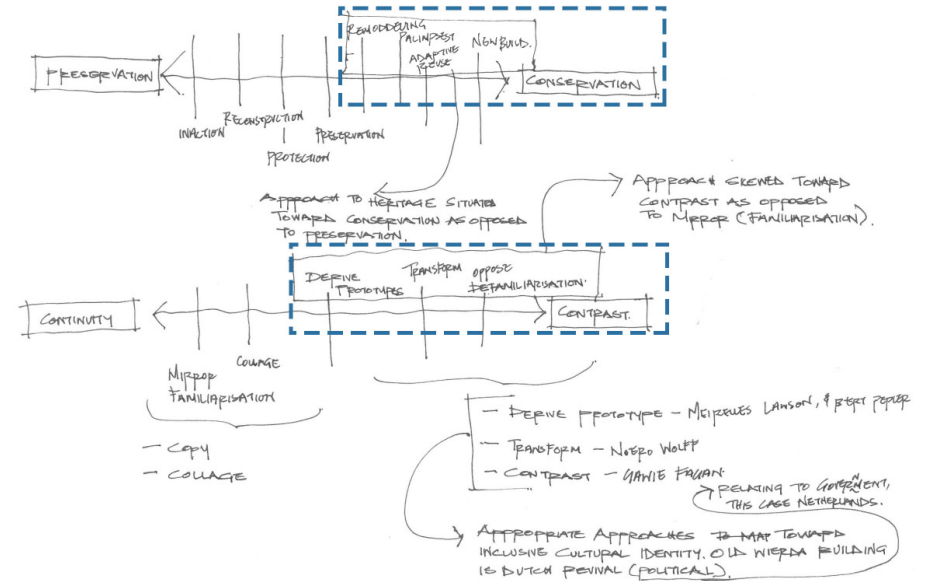 REMODDELING
PALIMPSEST
ADAPTIVE
REUSE
NEW BUILD.
PRESERVATION
CONSERVATION
INACTION
RECONSTRUCTION
PROTECTION
PRESERVATION
APPROACH TO HERITAGE SITUATED
TOWARD CONSERVATION AS OPPOSED
TO PRESERVATION.
APPROACH SKEWED TOWARD
CONTRAST AS OPPOSED
TO MIRROR (FAMILIARISATION).
DERIVE
PROTOTYPES
TRANSFORM
OPPOSE
DEFAMILIARISATION.
CONTINUITY
CONTRAST.
MIRROR
FAMILIARISATION
COLLAGE
- COPY
- COLLAGE
- DERIVE PROTOTYPE - MEIRELLES LAWSON, & BERT PEPLER
- TRANSFORM - NOERO WOLFF
- CONTRAST - GAWIE FAGAN.
RELATING TO GOVERNMENT,
THIS CASE NETHERLANDS.
APPROPRIATE APPROACHES TO MAP TOWARD
INCLUSIVE CULTURAL IDENTITY. OLD WIERDA BUILDING
IS DUTCH REVIVAL (POLITICAL).